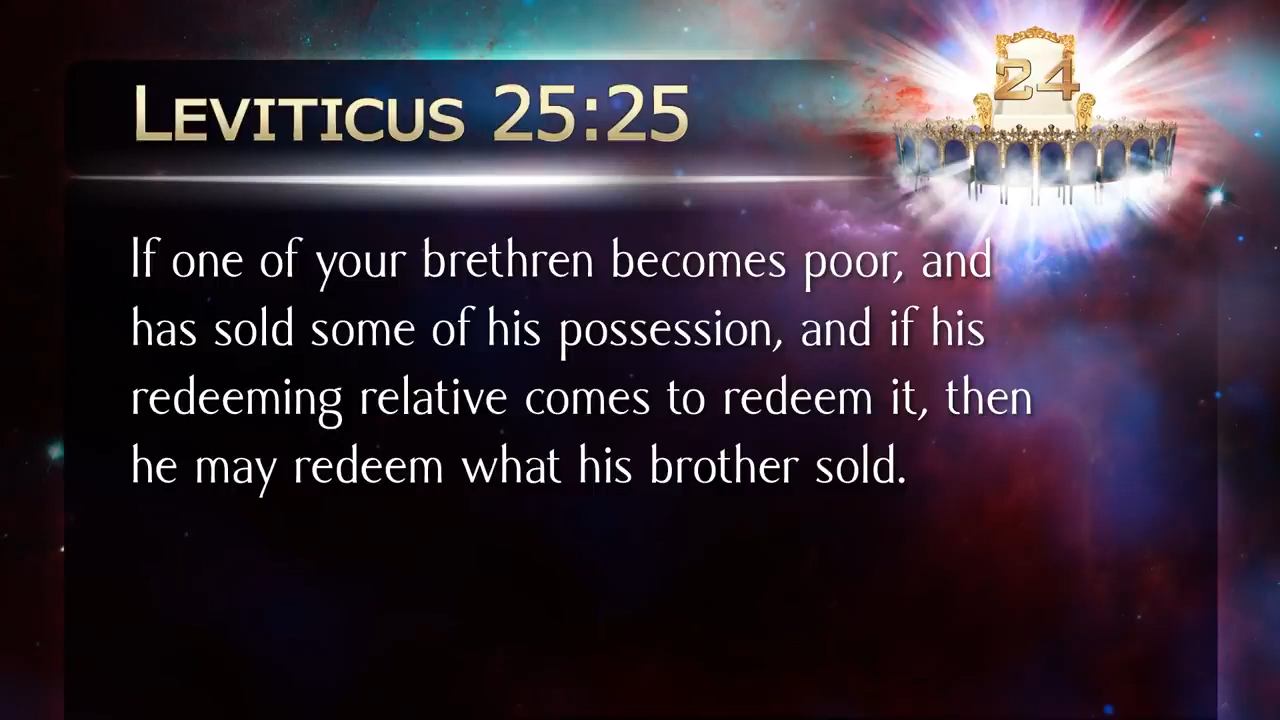 LEVITICUS 25:25
24
If one of your brethren becomes poor, and
has sold some of his possession, and if his
redeeming relative comes to redeem it, then
he may redeem what his brother sold.